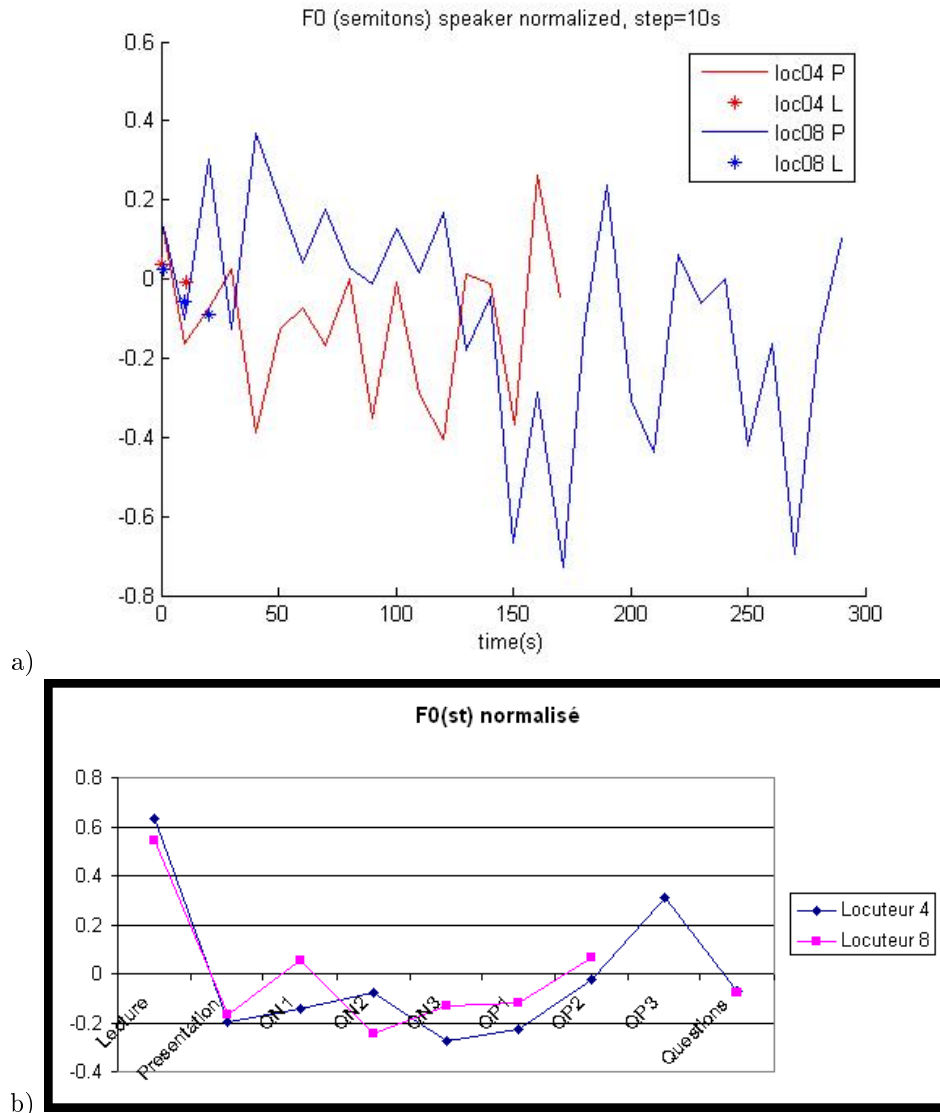 F0 (semitons) speaker normalized, step=10s
0.6
0.4
0.2
0
-0.2
-0.4
-0.6
-0.8
0 50 100 150 200 250 300
time(s)
loc04 P
loc04 L
loc08 P
loc08 L
a)
F0(st) normalisé
0.8
0.6
0.4
0.2
0
-0.2
-0.4
Lecture
Presentation
QN1
QN2
QN3
QP1
QP2
QP3
Questions
Locuteur 4
Locuteur 8
b)